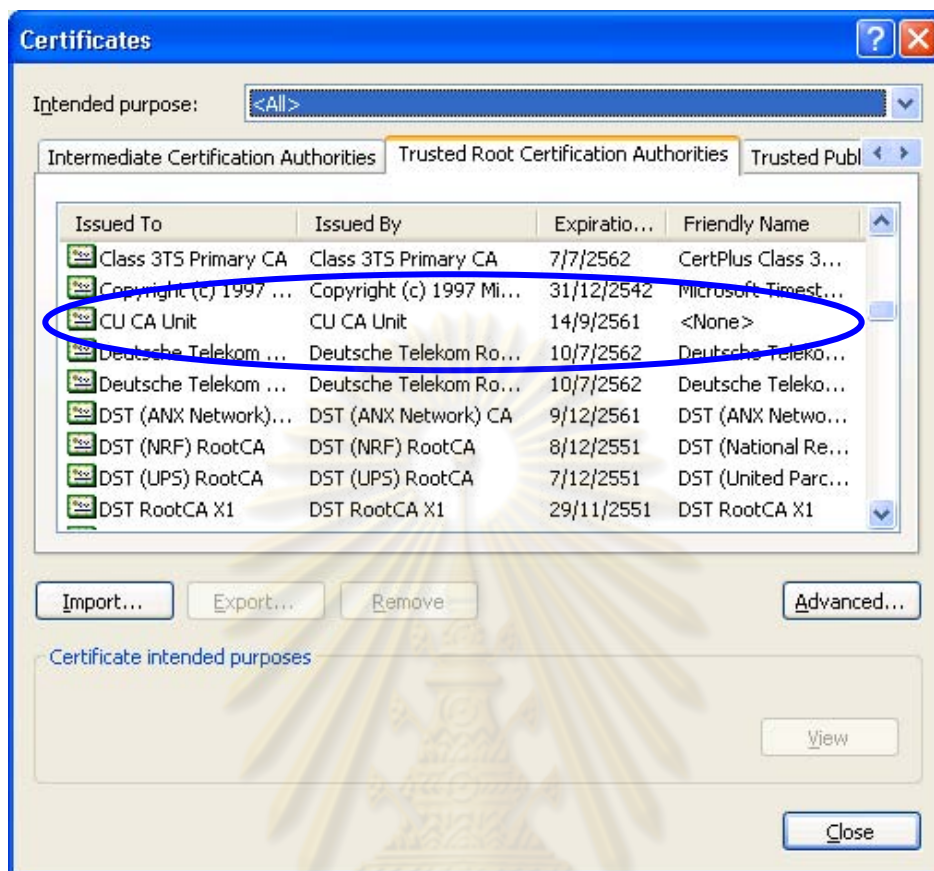 Certificates
Intended purpose: <All>
Intermediate Certification Authorities Trusted Root Certification Authorities Trusted Publ
Issued To Issued By Expiratio... Friendly Name
Class 3TS Primary CA Class 3TS Primary CA 7/7/2562 CertPlus Class 3...
Copyright (c) 1997 ... Copyright (c) 1997 Mi... 31/12/2542 Microsoft Timest...
CU CA Unit CU CA Unit 14/9/2561 <None>
Deutsche Telekom ... Deutsche Telekom Ro... 10/7/2562 Deutsche Teleko...
Deutsche Telekom ... Deutsche Telekom Ro... 10/7/2562 Deutsche Teleko...
DST (ANX Network)... DST (ANX Network) CA 9/12/2561 DST (ANX Netwo...
DST (NRF) RootCA DST (NRF) RootCA 8/12/2551 DST (National Re...
DST (UPS) RootCA DST (UPS) RootCA 7/12/2551 DST (United Parc...
DST RootCA X1 DST RootCA X1 29/11/2551 DST RootCA X1
Import... Export... Remove Advanced...
Certificate intended purposes
View
Close